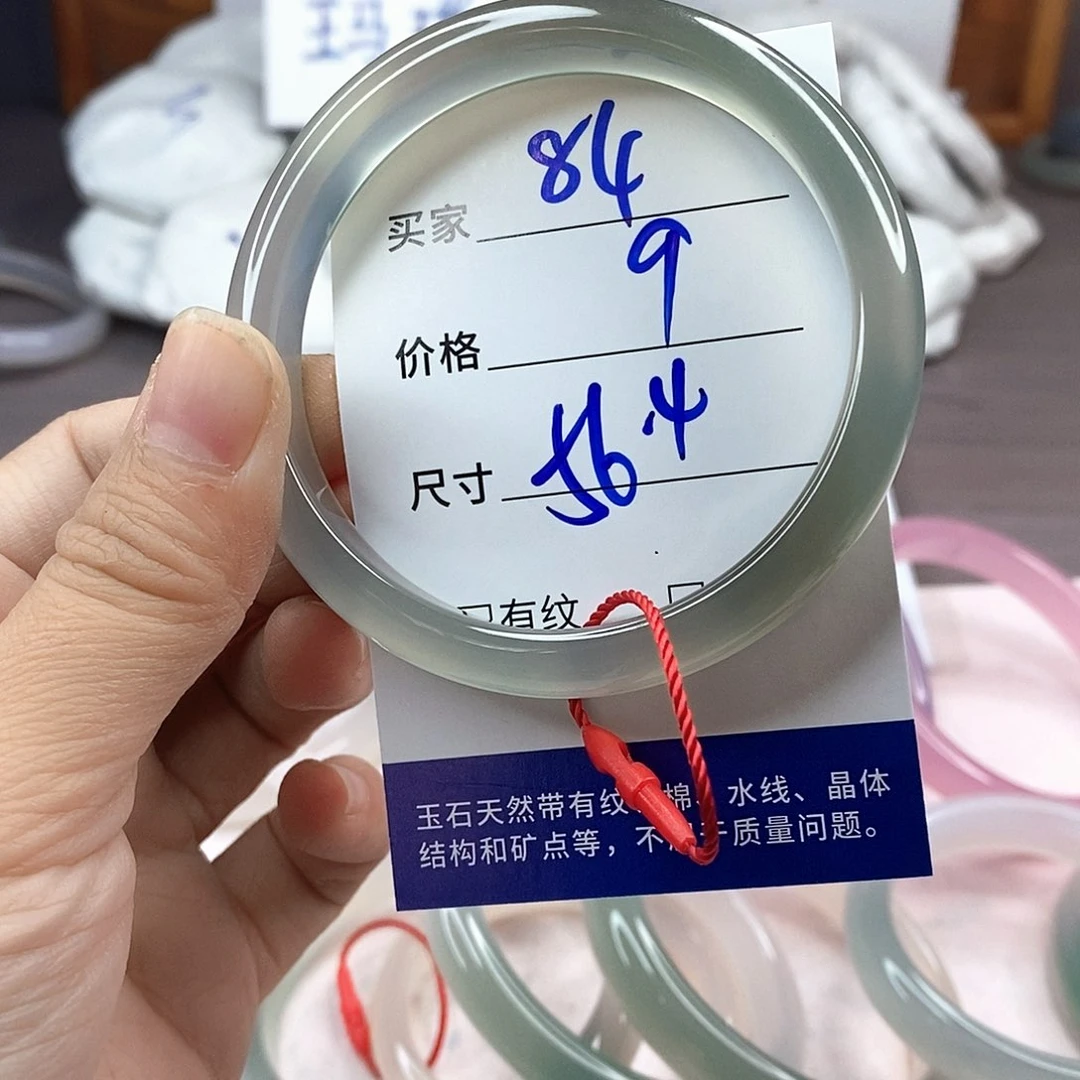 买家 84
价格 9
尺寸 56.4
有纹
玉石天然带有纹 棉、水线、晶体
结构和矿点等，不 质量问题。